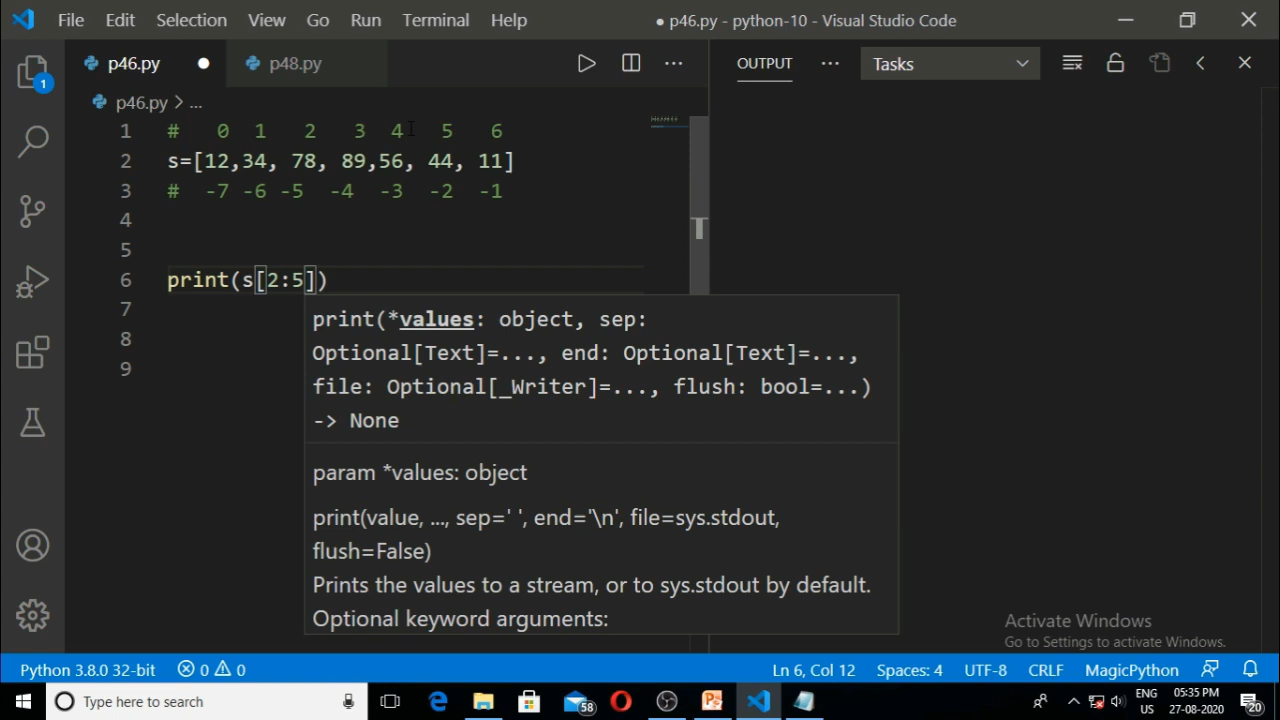 File Edit Selection View Go Run Terminal Help ● p46.py - python-10 - Visual Studio Code
p46.py ● p48.py ... OUTPUT ... Tasks
1
p46.py > ...
1 # 0 1 2 3 4 5 6
2 s=[12,34, 78, 89,56, 44, 11]
3 # -7 -6 -5 -4 -3 -2 -1
4
5
6 print(s[2:5])
7
8
9
print(*values: object, sep:
Optional[Text]=..., end: Optional[Text]=...,
file: Optional[_Writer]=..., flush: bool=...)
-> None
param *values: object
print(value, ..., sep=' ', end='\n', file=sys.stdout,
flush=False)
Prints the values to a stream, or to sys.stdout by default.
Optional keyword arguments:
Activate Windows
Go to Settings to activate Windows.
Python 3.8.0 32-bit 0 0 Ln 6, Col 12 Spaces: 4 UTF-8 CRLF MagicPython
Type here to search 58 ENG US 05:35 PM 27-08-2020 20